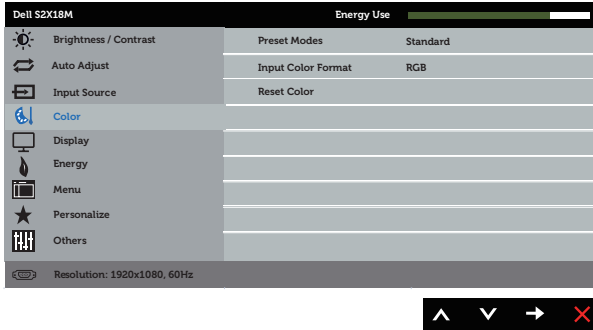 Dell S2X18M Energy Use
Brightness / Contrast Preset Modes Standard
Auto Adjust Input Color Format RGB
Input Source Reset Color
Color
Display
Energy
Menu
Personalize
Others
Resolution: 1920x1080, 60Hz